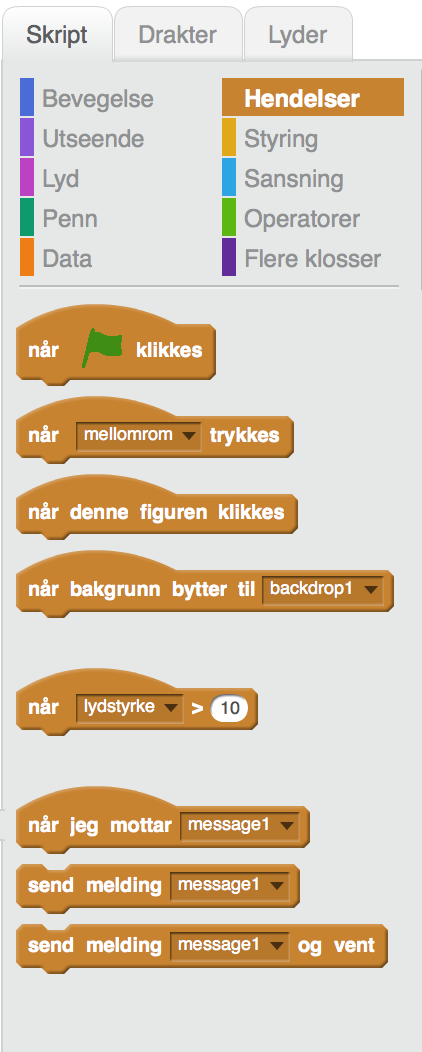 Skript Drakter Lyder
Bevegelse Hendelser
Utseende Styring
Lyd Sansning
Penn Operatorer
Data Flere klosser
når klikkes
når mellomrom trykkes
når denne figuren klikkes
når bakgrunn bytter til backdrop1
når lydstyrke > 10
når jeg mottar message1
send melding message1
send melding message1 og vent